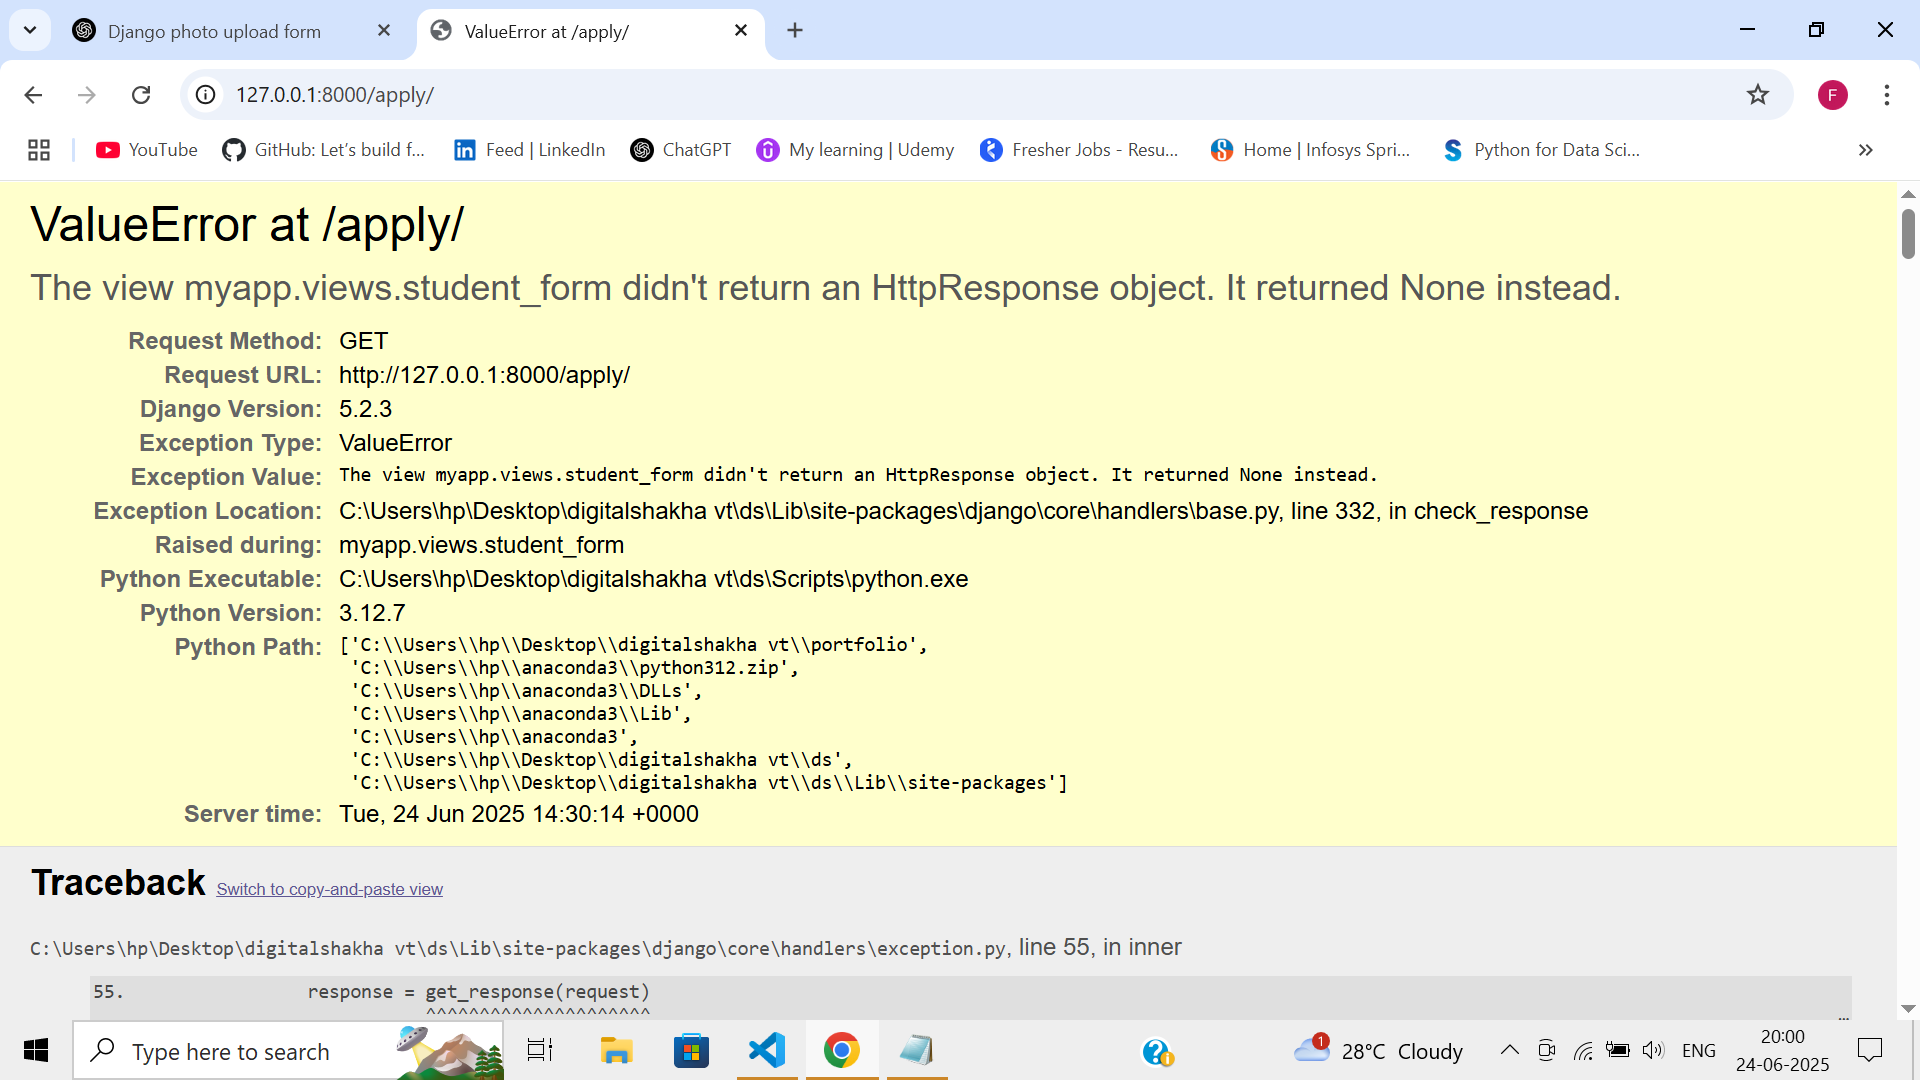 Django photo upload form
ValueError at /apply/
127.0.0.1:8000/apply/
F
YouTube
GitHub: Let's build f...
Feed | LinkedIn
ChatGPT
My learning | Udemy
Fresher Jobs - Resu...
Home | Infosys Spri...
Python for Data Sci...
ValueError at /apply/
The view myapp.views.student_form didn't return an HttpResponse object. It returned None instead.
Request Method: GET
Request URL: http://127.0.0.1:8000/apply/
Django Version: 5.2.3
Exception Type: ValueError
Exception Value: The view myapp.views.student_form didn't return an HttpResponse object. It returned None instead.
Exception Location: C:\Users\hp\Desktop\digitalshakha vt\ds\Lib\site-packages\django\core\handlers\base.py, line 332, in check_response
Raised during: myapp.views.student_form
Python Executable: C:\Users\hp\Desktop\digitalshakha vt\ds\Scripts\python.exe
Python Version: 3.12.7
Python Path: ['C:\\Users\\hp\\Desktop\\digitalshakha vt\\portfolio',
'C:\\Users\\hp\\anaconda3\\python312.zip',
'C:\\Users\\hp\\anaconda3\\DLLs',
'C:\\Users\\hp\\anaconda3\\Lib',
'C:\\Users\\hp\\anaconda3',
'C:\\Users\\hp\\Desktop\\digitalshakha vt\\ds',
'C:\\Users\\hp\\Desktop\\digitalshakha vt\\ds\\Lib\\site-packages']
Server time: Tue, 24 Jun 2025 14:30:14 +0000
Traceback Switch to copy-and-paste view
C:\Users\hp\Desktop\digitalshakha vt\ds\Lib\site-packages\django\core\handlers\exception.py, line 55, in inner
55. response = get_response(request)
^^^^^^^^^^^^^^^^^^^^^
…
Type here to search
1
28°C Cloudy
ENG
20:00
24-06-2025